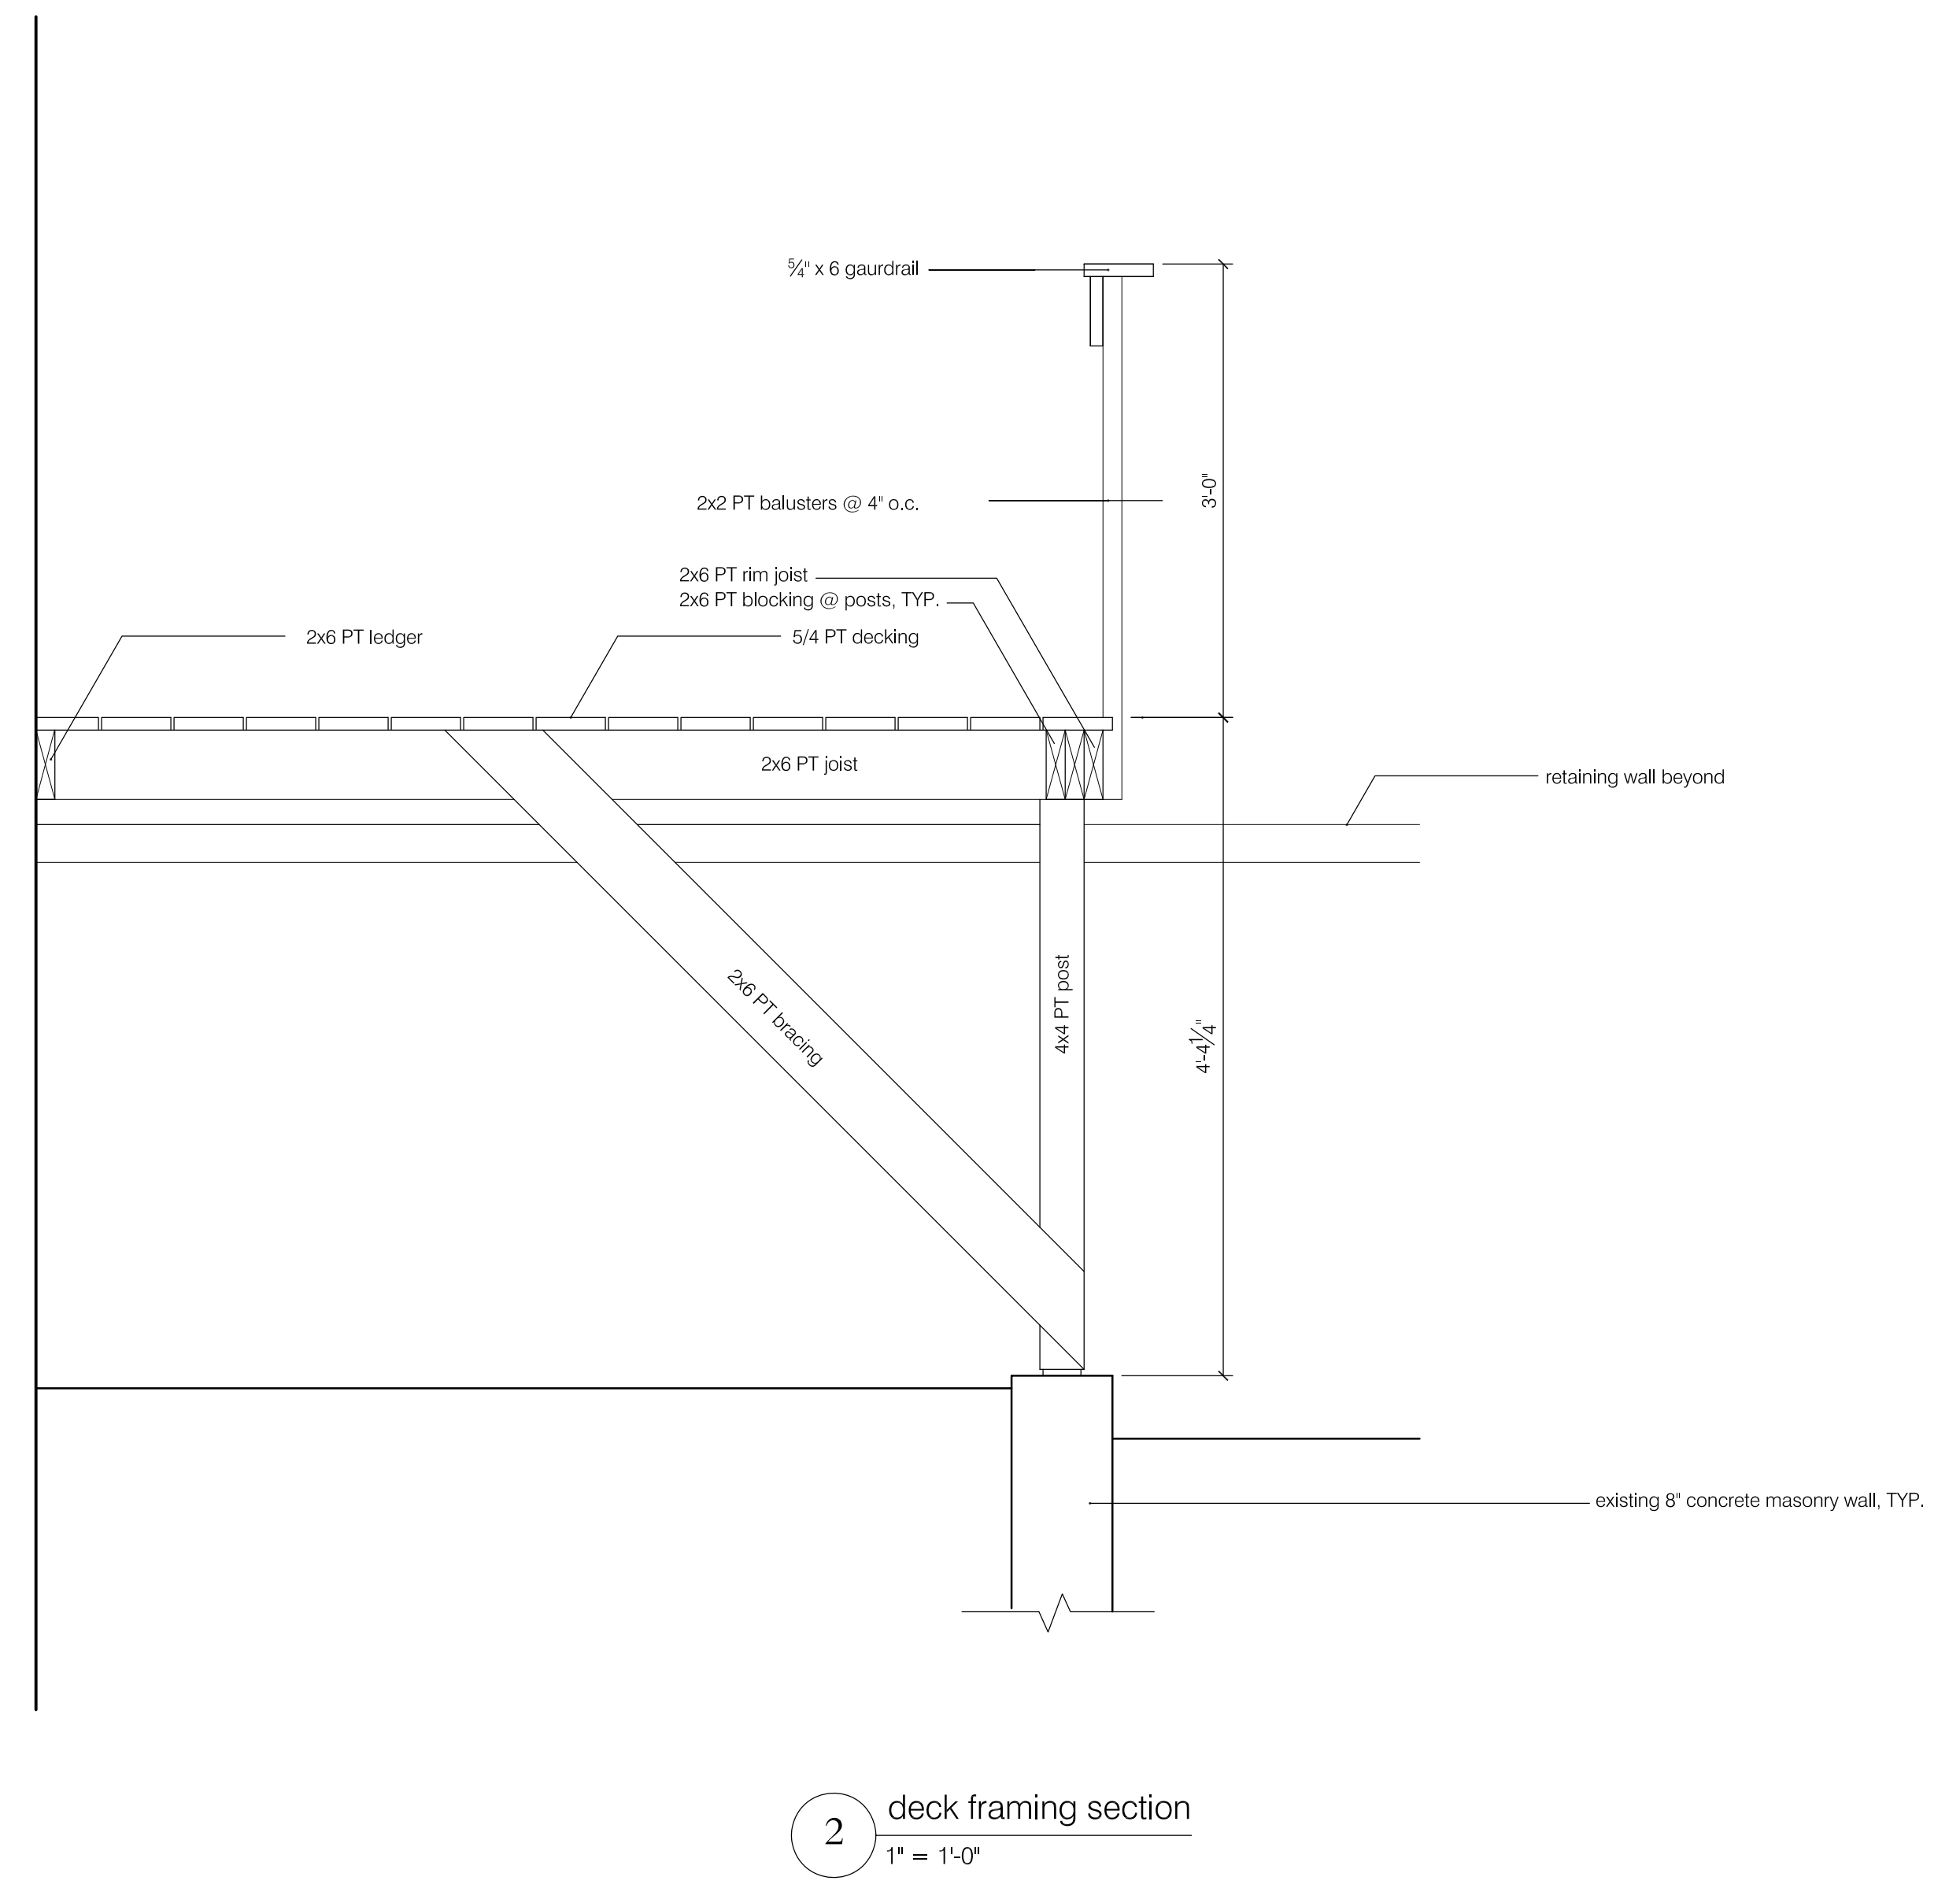 5/4" x 6 gaurdrail
2x2 PT balusters @ 4" o.c.
3'-0"
2x6 PT rim joist
2x6 PT blocking @ posts, TYP.
2x6 PT ledger
5/4 PT decking
2x6 PT joist
retaining wall beyond
2x6 PT bracing
4x4 PT post
4'-4 1/4"
existing 8" concrete masonry wall, TYP.
2
deck framing section
1" = 1'-0"